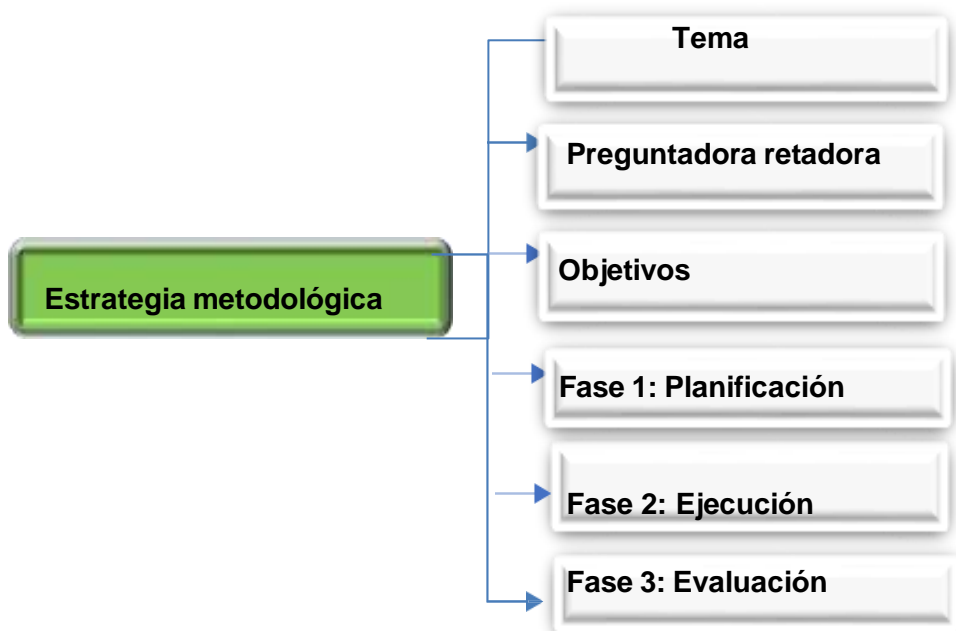 Tema
Preguntadora retadora
Objetivos
Estrategia metodológica
Fase 1: Planificación
Fase 2: Ejecución
Fase 3: Evaluación